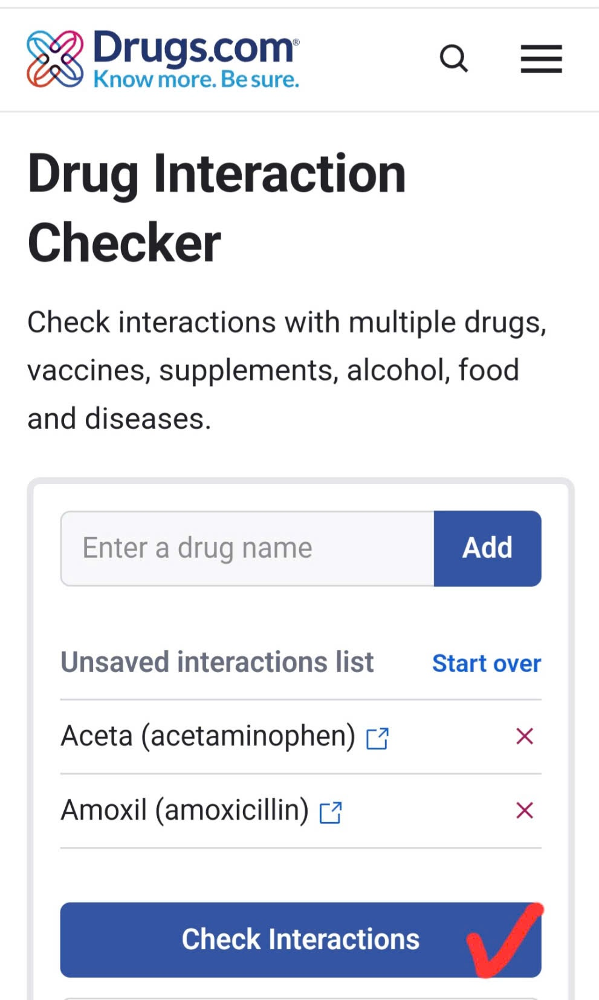 Drugs.com®
Know more. Be sure.
Drug Interaction
Checker
Check interactions with multiple drugs,
vaccines, supplements, alcohol, food
and diseases.
Enter a drug name
Add
Unsaved interactions list
Start over
Aceta (acetaminophen)
Amoxil (amoxicillin)
Check Interactions